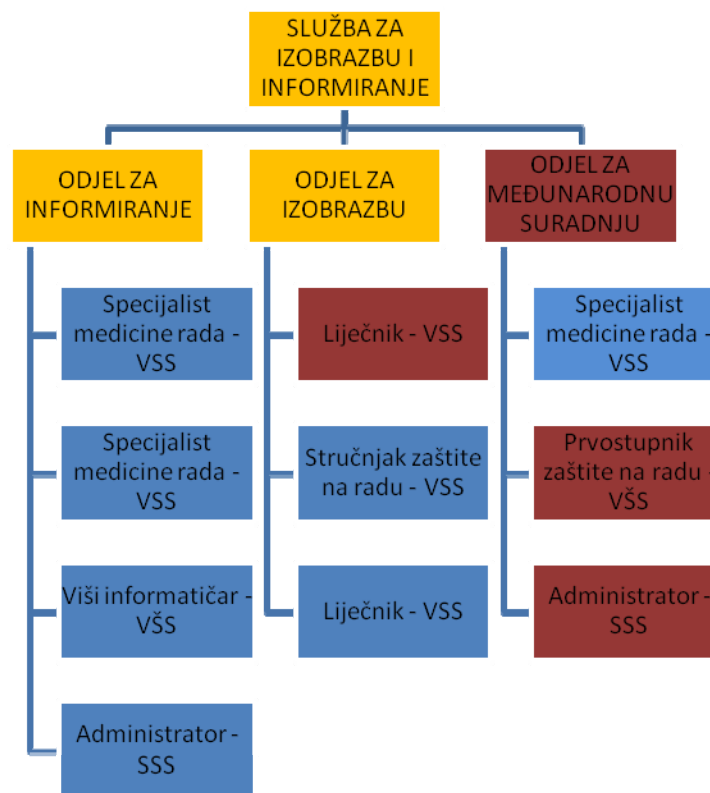 SLUŽBA ZA
IZOBRAZBU I
INFORMIRANJE
ODJEL ZA
INFORMIRANJE
Specijalist
medicine rada -
VSS
Specijalist
medicine rada -
VSS
Viši informatičar -
VŠS
Administrator -
SSS
ODJEL ZA
IZOBRAZBU
Liječnik - VSS
Stručnjak zaštite
na radu - VSS
Liječnik - VSS
ODJEL ZA
MEĐUNARODNU
SURADNJU
Specijalist
medicine rada -
VSS
Prvostupnik
zaštite na radu -
VŠS
Administrator -
SSS